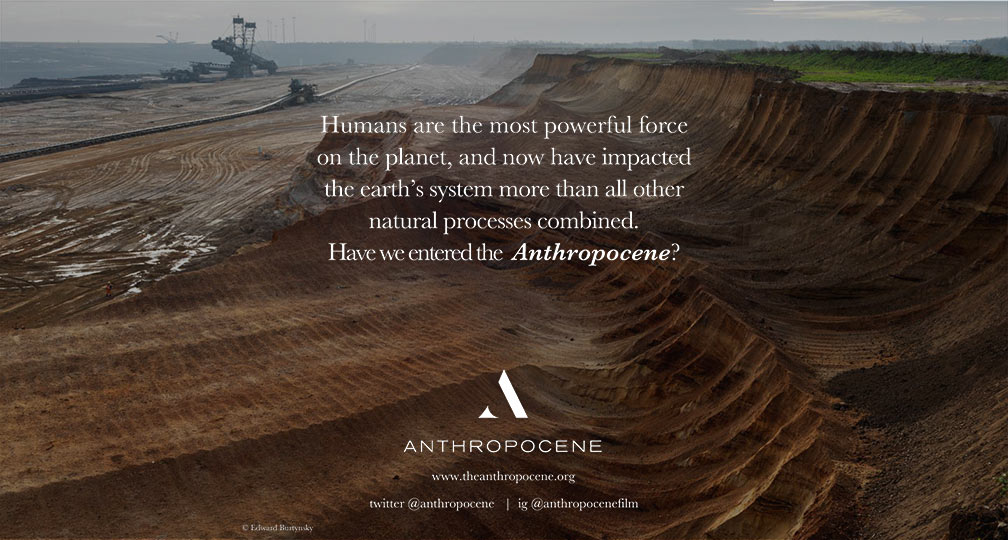 Humans are the most powerful force
on the planet, and now have impacted
the earth's system more than all other
natural processes combined.
Have we entered the Anthropocene?
ANTHROPOCENE
www.theanthropocene.org
twitter @anthropocene | ig @anthropocenefilm
© Edward Burtynsky